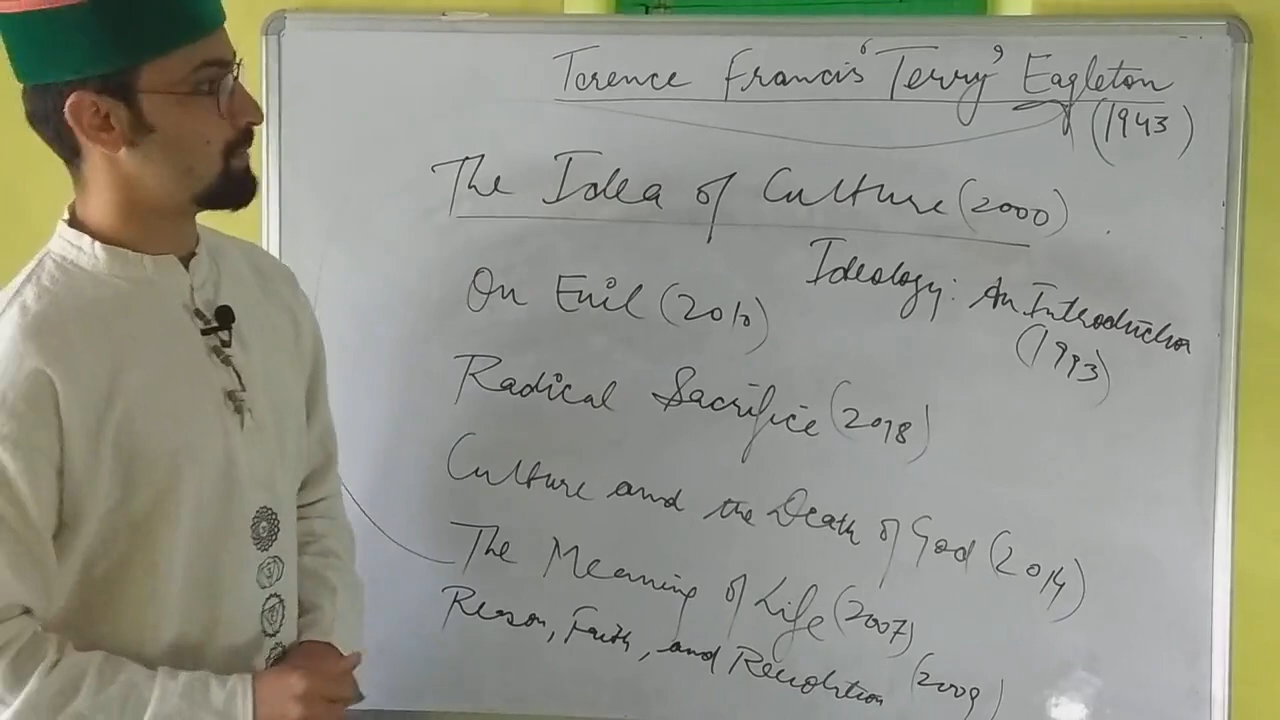 Terence Francis 'Terry' Eagleton
(1943)
The Idea of Culture (2000)
Ideology: An Introduction
(1993)
On Evil (2010)
Radical Sacrifice (2018)
Culture and the Death of God (2014)
The Meaning of Life (2007)
Reason, Faith, and Revolution (2009)